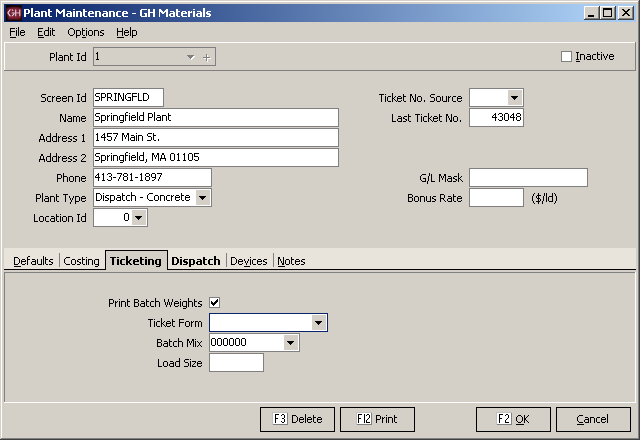 GH Plant Maintenance - GH Materials
File Edit Options Help
Plant Id 1 Inactive
Screen Id SPRINGFLD Ticket No. Source
Name Springfield Plant Last Ticket No. 43048
Address 1 1457 Main St.
Address 2 Springfield, MA 01105
Phone 413-781-1897 G/L Mask
Plant Type Dispatch - Concrete Bonus Rate ($/ld)
Location Id 0
Defaults Costing Ticketing Dispatch Devices Notes
Print Batch Weights
Ticket Form
Batch Mix 000000
Load Size
F3 Delete F12 Print F2 OK Cancel